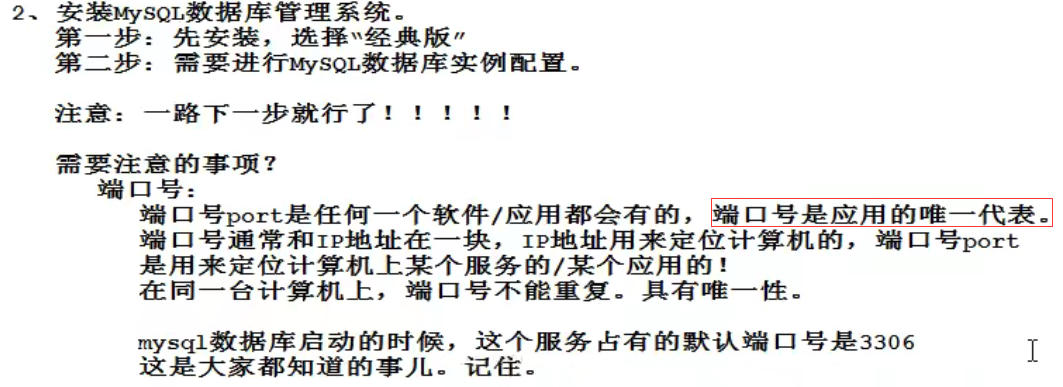 2、安装MySQL数据库管理系统。
第一步：先安装，选择“经典版”
第二步：需要进行MySQL数据库实例配置。
注意：一路下一步就行了！！！！！
需要注意的事项？
端口号：
端口号port是任何一个软件/应用都会有的，端口号是应用的唯一代表。
端口号通常和IP地址在一块，IP地址用来定位计算机的，端口号port
是用来定位计算机上某个服务的/某个应用的！
在同一台计算机上，端口号不能重复。具有唯一性。
mysql数据库启动的时候，这个服务占有的默认端口号是3306
这是大家都知道的事儿。记住。